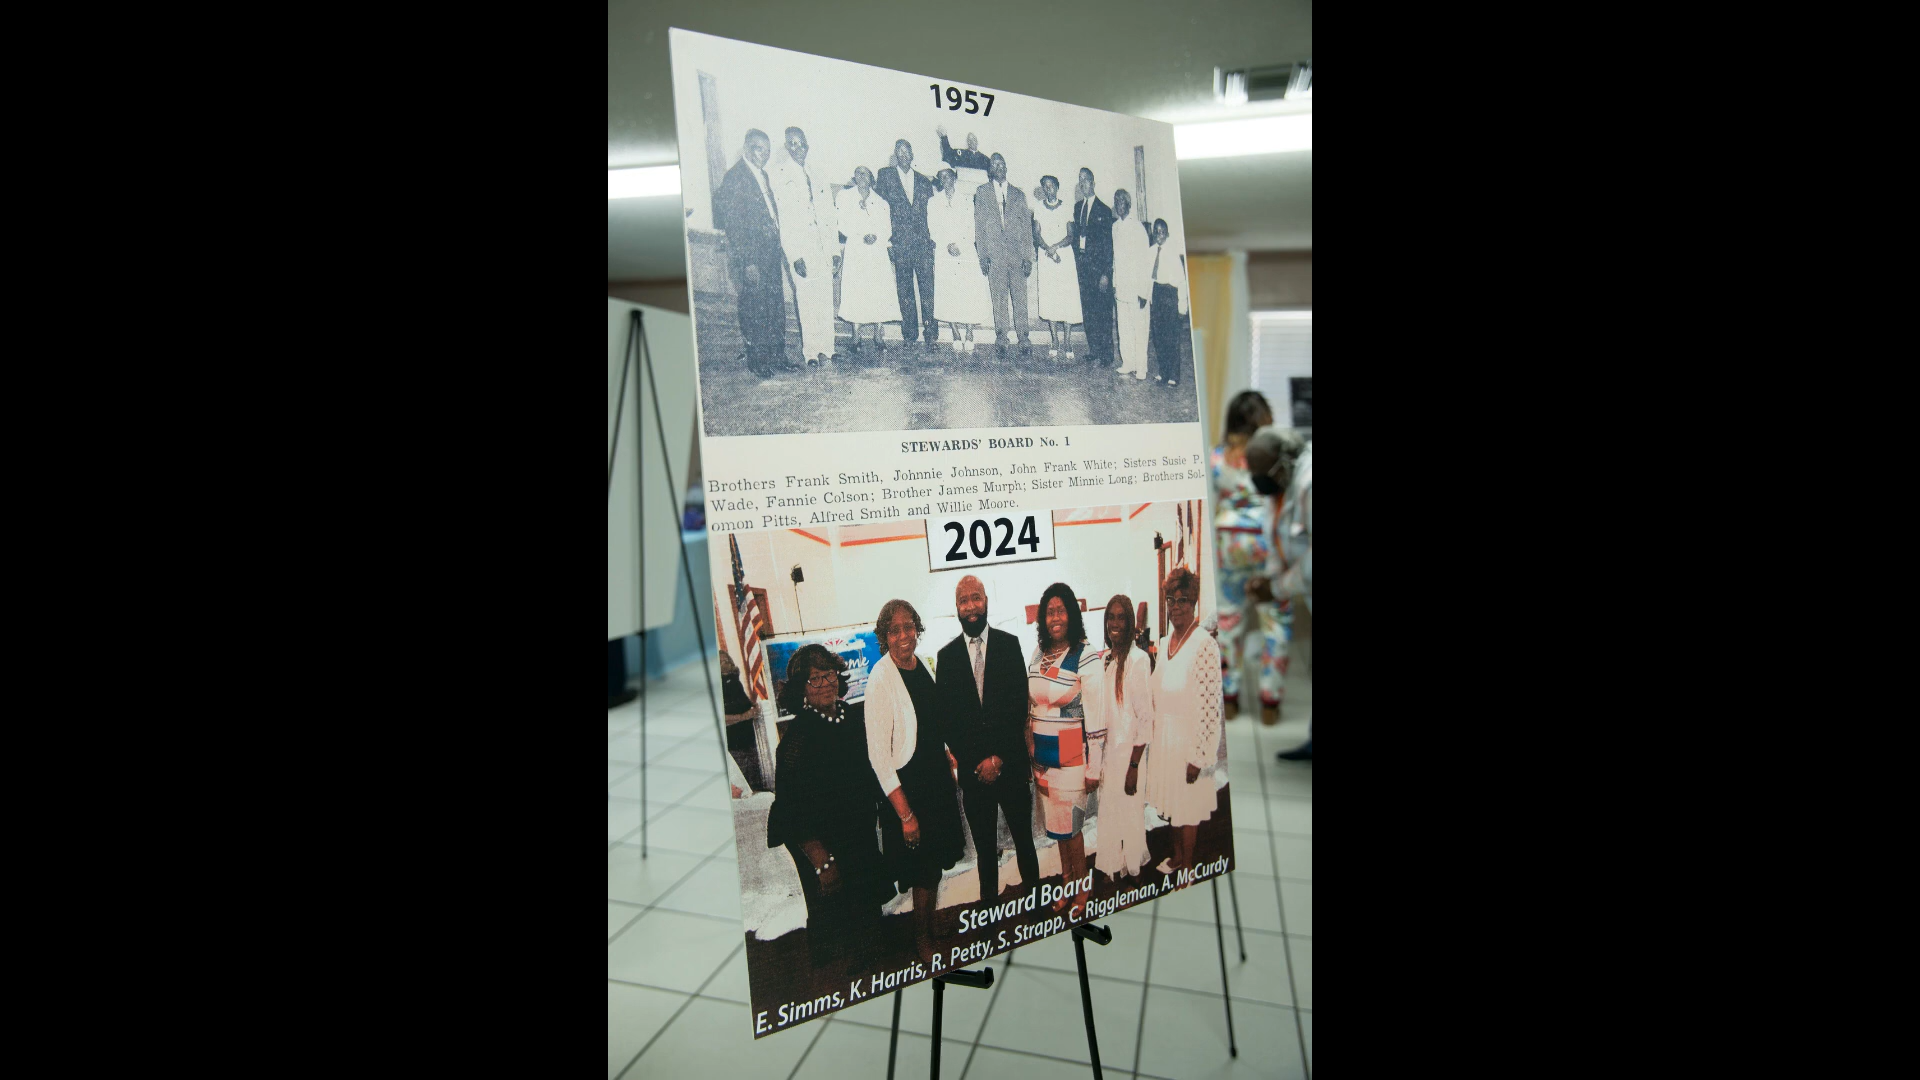 1957
STEWARDS' BOARD No. 1
Brothers Frank Smith, Johnnie Johnson, John Frank White; Sisters Susie P.
Wade, Fannie Colson; Brother James Murph; Sister Minnie Long; Brothers Sol-
omon Pitts, Alfred Smith and Willie Moore.
2024
Steward Board
E. Simms, K. Harris, R. Petty, S. Strapp, C. Riggleman, A. McCurdy